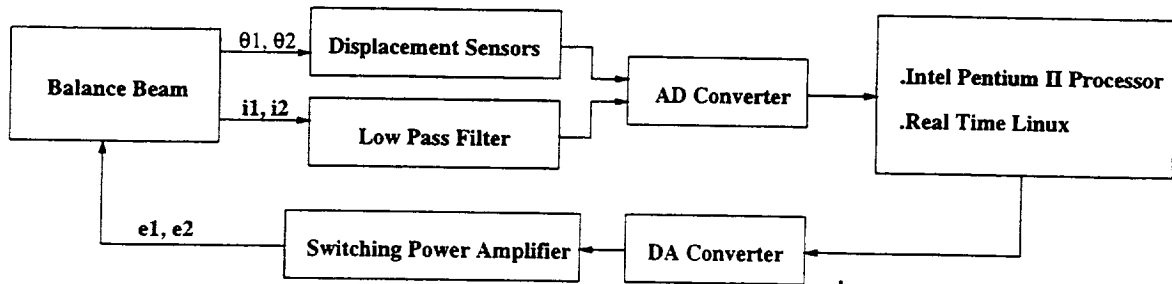 θ1, θ2
Displacement Sensors
Balance Beam
i1, i2
Low Pass Filter
AD Converter
.Intel Pentium II Processor
.Real Time Linux
e1, e2
Switching Power Amplifier
DA Converter